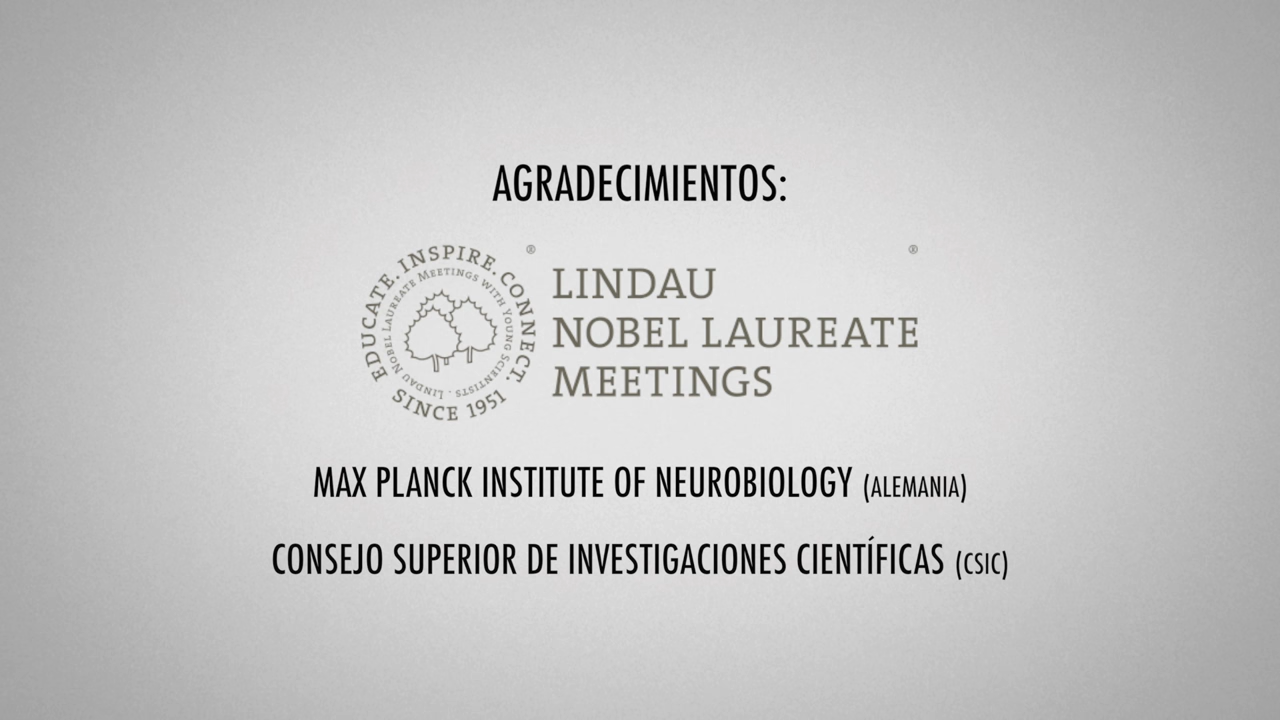 AGRADECIMIENTOS:
EDUCATE. INSPIRE. CONNECT.
SINCE 1951
LINDAU NOBEL LAUREATE MEETINGS WITH YOUNG SCIENTISTS ·
®
LINDAU
NOBEL LAUREATE
MEETINGS
®
MAX PLANCK INSTITUTE OF NEUROBIOLOGY (ALEMANIA)
CONSEJO SUPERIOR DE INVESTIGACIONES CIENTÍFICAS (CSIC)